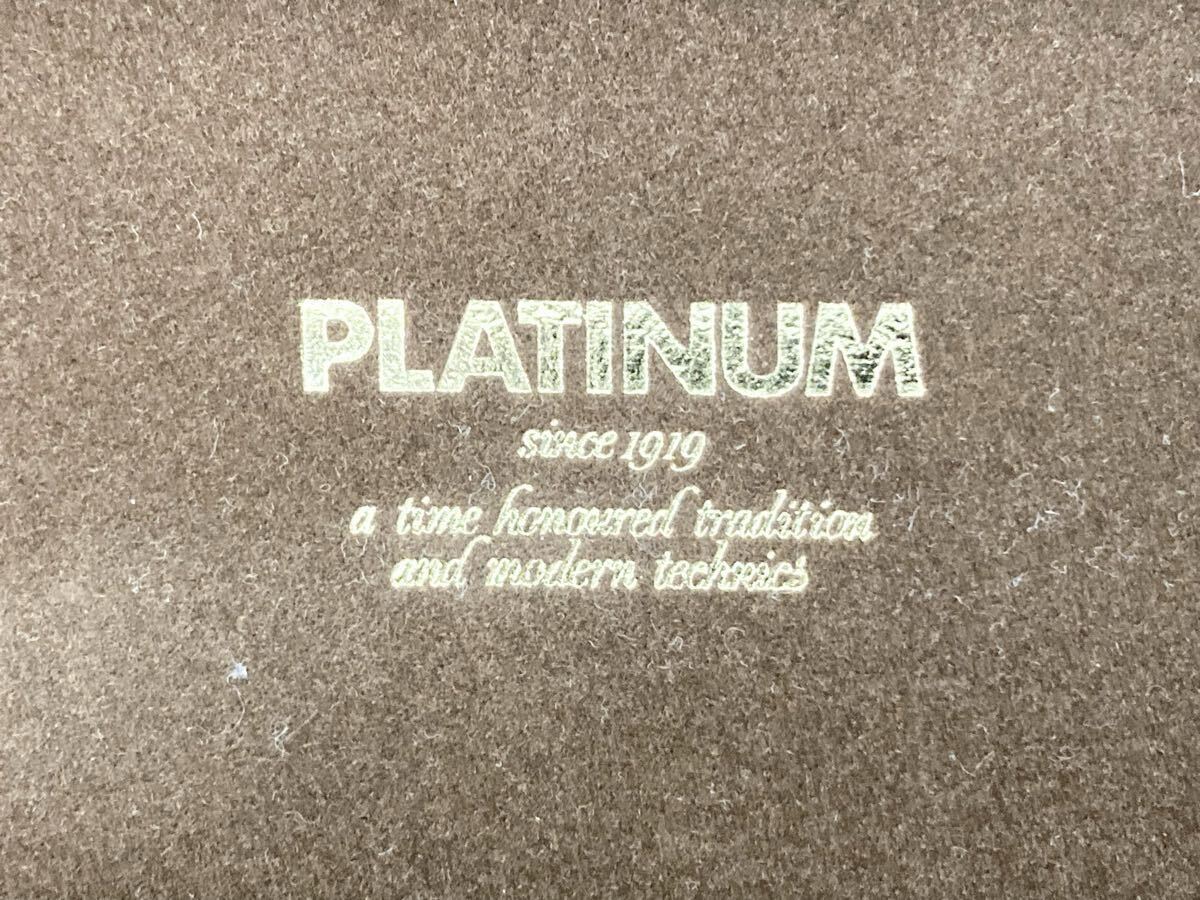 PLATINUM
since 1919
a time honoured tradition
and modern technics